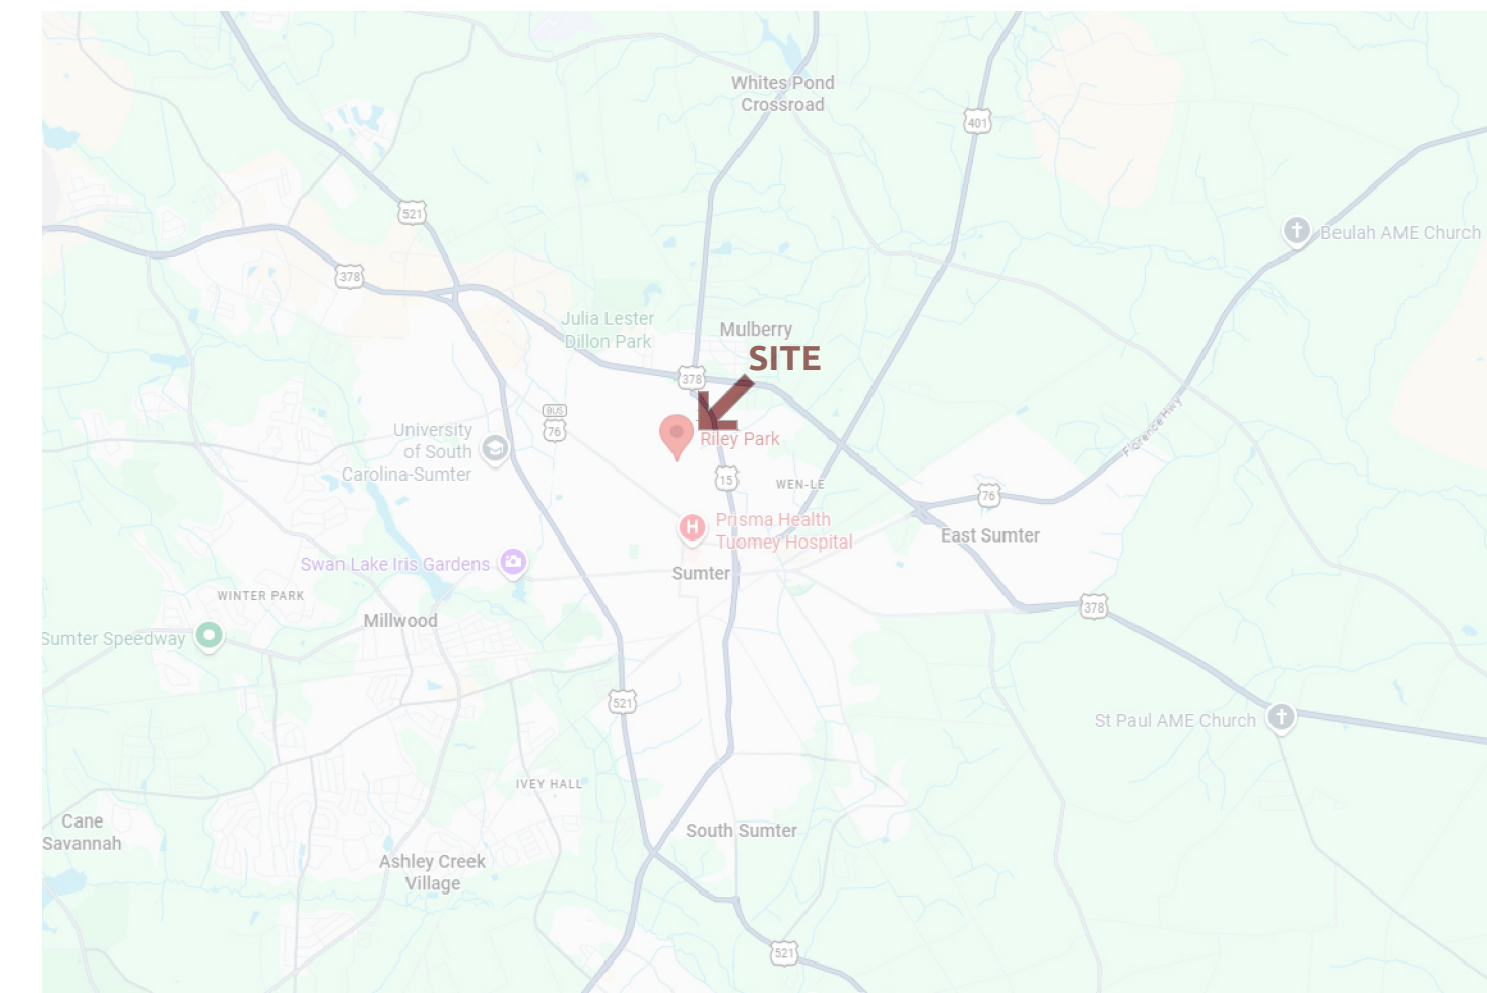 Whites Pond
Crossroad
401
521
Beulah AME Church
378
Julia Lester
Dillon Park
Mulberry
SITE
378
BUS
76
University
of South
Carolina-Sumter
Riley Park
Florence Hwy
15
WEN-LE
76
Prisma Health
Tuomey Hospital
East Sumter
Swan Lake Iris Gardens
Sumter
WINTER PARK
378
Millwood
Sumter Speedway
521
St Paul AME Church
IVEY HALL
Cane
Savannah
South Sumter
Ashley Creek
Village
521